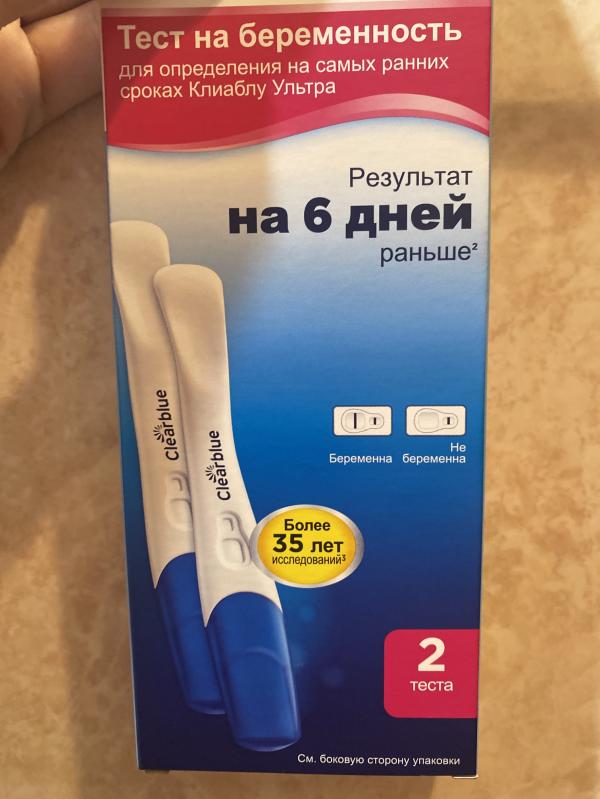 Тест на беременность
для определения на самых ранних
сроках Клиаблу Ультра
Результат
на 6 дней
раньше²
Clearblue
Clearblue
Беременна
Не
беременна
Более
35 лет
исследований³
2
теста
См. боковую сторону упаковки